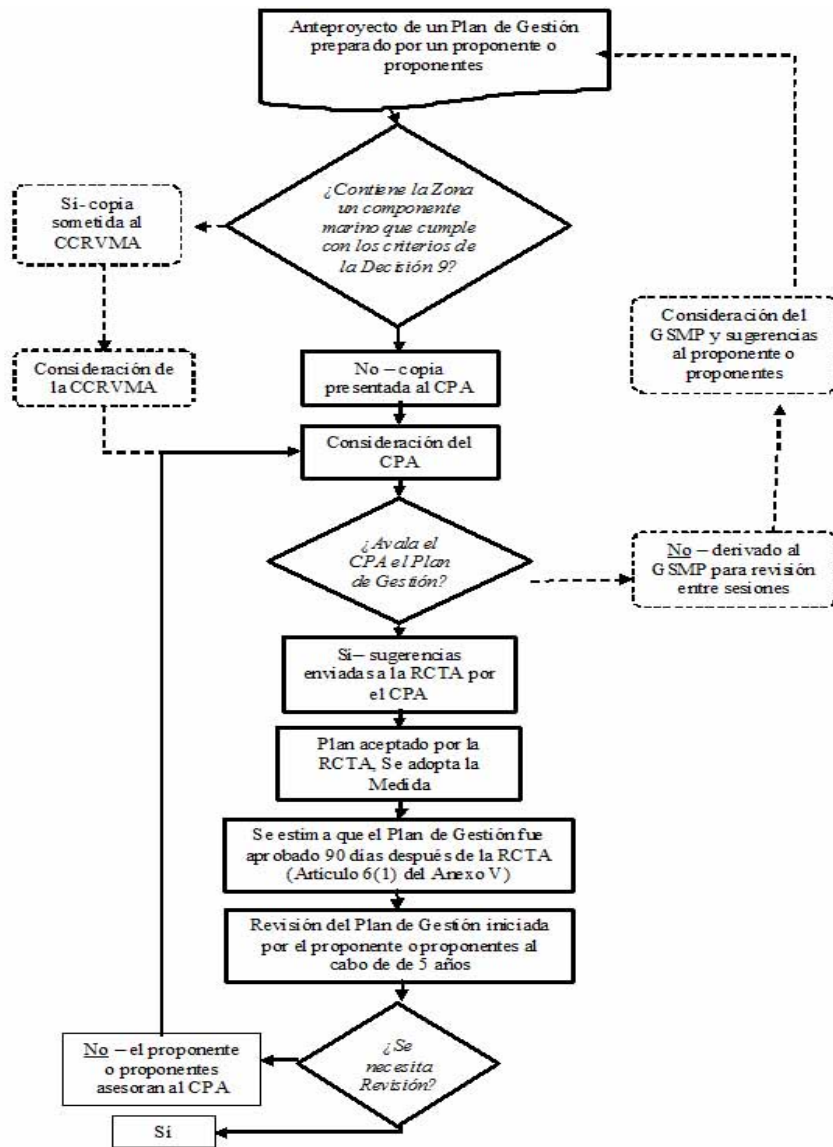 Anteproyecto de un Plan de Gestión
preparado por un proponente o
proponentes
¿Contiene la Zona
un componente
marino que cumple
con los criterios de
la Decisión 9?
Sí- copia
sometida al
CCRVMA
Consideración de
la CCRVMA
No – copia
presentada al CPA
Consideración del
CPA
Consideración del
GSMP y sugerencias
al proponente o
proponentes
¿Avala el
CPA el Plan
de Gestión?
No – derivado al
GSMP para revisión
entre sesiones
Sí – sugerencias
enviadas a la RCTA por
el CPA
Plan aceptado por la
RCTA, Se adopta la
Medida
Se estima que el Plan de Gestión fue
aprobado 90 días después de la RCTA
(Artículo 6(1) del Anexo V)
Revisión del Plan de Gestión iniciada
por el proponente o proponentes al
cabo de de 5 años
¿Se
necesita
Revisión?
No – el proponente
o proponentes
asesoran al CPA
Sí